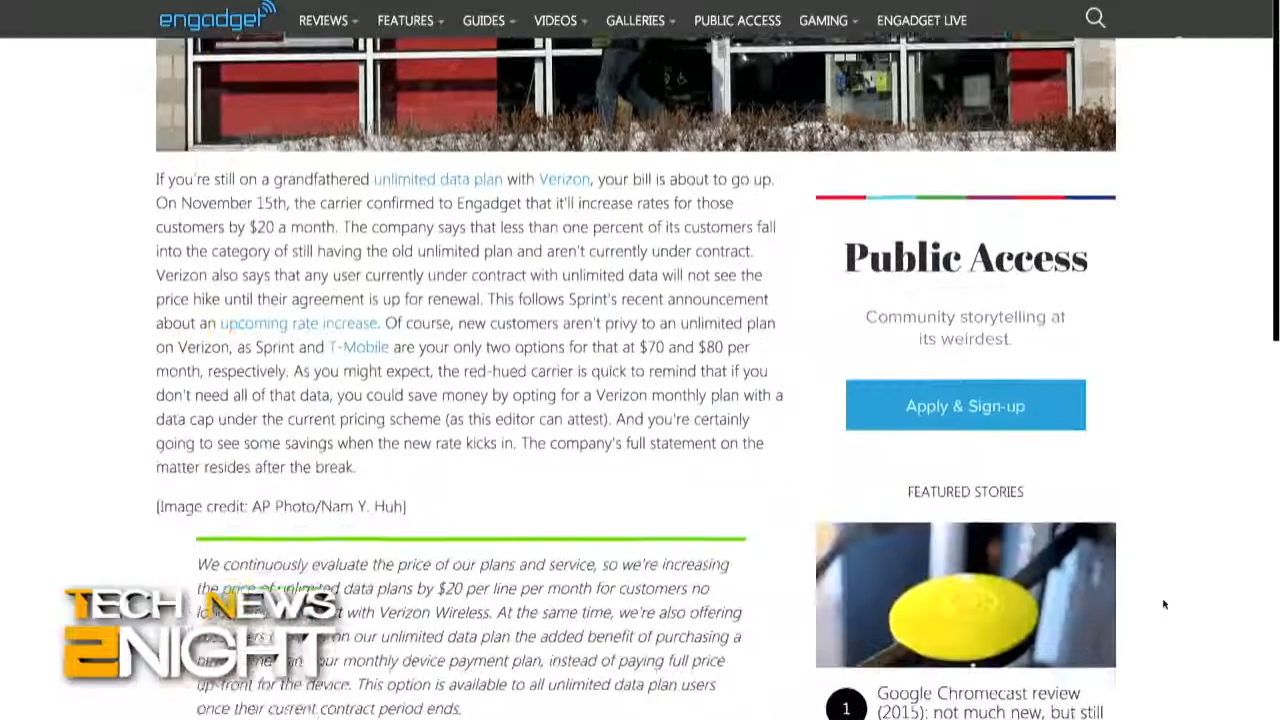 engadget
REVIEWS FEATURES GUIDES VIDEOS GALLERIES PUBLIC ACCESS GAMING ENGADGET LIVE
If you're still on a grandfathered unlimited data plan with Verizon, your bill is about to go up.
On November 15th, the carrier confirmed to Engadget that it'll increase rates for those
customers by $20 a month. The company says that less than one percent of its customers fall
into the category of still having the old unlimited plan and aren't currently under contract.
Verizon also says that any user currently under contract with unlimited data will not see the
price hike until their agreement is up for renewal. This follows Sprint's recent announcement
about an upcoming rate increase. Of course, new customers aren't privy to an unlimited plan
on Verizon, as Sprint and T-Mobile are your only two options for that at $70 and $80 per
month, respectively. As you might expect, the red-hued carrier is quick to remind that if you
don't need all of that data, you could save money by opting for a Verizon monthly plan with a
data cap under the current pricing scheme (as this editor can attest). And you're certainly
going to see some savings when the new rate kicks in. The company's full statement on the
matter resides after the break.
[Image credit: AP Photo/Nam Y. Huh]
We continuously evaluate the price of our plans and service, so we're increasing
the price of unlimited data plans by $20 per line per month for customers no
with Verizon Wireless. At the same time, we're also offering
on our unlimited data plan the added benefit of purchasing a
our monthly device payment plan, instead of paying full price
up-front for the device. This option is available to all unlimited data plan users
once their current contract period ends.
Public Access
Community storytelling at
its weirdest.
Apply & Sign-up
FEATURED STORIES
1
Google Chromecast review
(2015): not much new, but still
TECH NEWS
2NIGHT